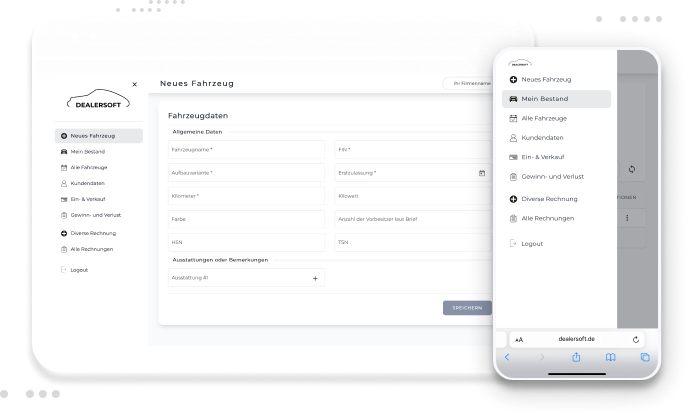 DEALERSOFT
Neues Fahrzeug
Mein Bestand
Alle Fahrzeuge
Kundendaten
Ein- & Verkauf
Gewinn- und Verlust
Diverse Rechnung
Alle Rechnungen
Logout
Neues Fahrzeug
Ihr Firmenname
Fahrzeugdaten
Allgemeine Daten
Fahrzeugname *
FIN *
Aufbauvariante *
Erstzulassung *
Kilometer *
Kilowatt
Farbe
Anzahl der Vorbesitzer laut Brief
HSN
TSN
Ausstattungen oder Bemerkungen
Ausstattung #1
+
SPEICHERN
DEALERSOFT
Neues Fahrzeug
Mein Bestand
Alle Fahrzeuge
Kundendaten
Ein- & Verkauf
Gewinn- und Verlust
Diverse Rechnung
Alle Rechnungen
Logout
TIONEN
AA dealersoft.de